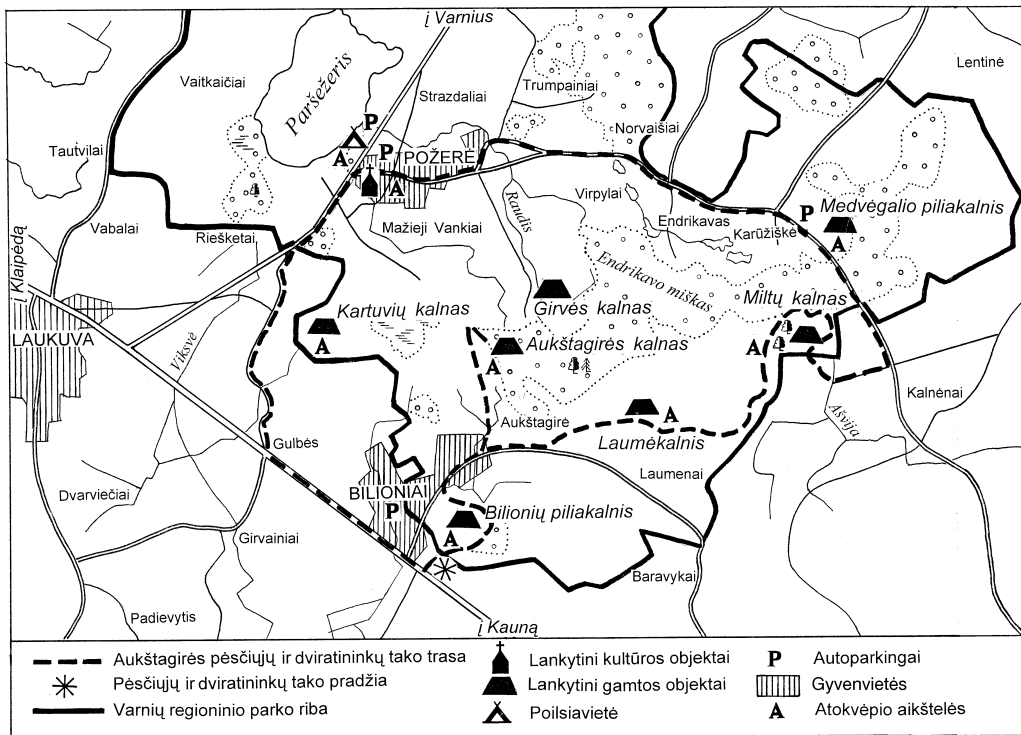 į Varnius
Lentinė
Vaitkaičiai
Paršežeris
Strazdaliai
Trumpainiai
P
Norvaišiai
Tautvilai
A
P
POŽERĖ
A
Virpylai
Raudis
Medvėgalio piliakalnis
P
A
Vabalai
Riešketai
Mažieji Vankiai
Endrikavas
Karūžiškė
į Klaipėdą
Endrikavo miškas
Kartuvių kalnas
Girvės kalnas
Miltų kalnas
LAUKUVA
A
Aukštagirės kalnas
A
A
Viksvė
Kalnėnai
Ašvija
A
Aukštagirė
Laumėkalnis
Gulbės
Laumenai
Dvarviečiai
BILIONIAI
P
Bilionių piliakalnis
A
Girvainiai
Baravykai
Padievytis
į Kauną
Aukštagirės pėsčiųjų ir dviratininkų tako trasa
Lankytini kultūros objektai
P Autoparkingai
Pėsčiųjų ir dviratininkų tako pradžia
Lankytini gamtos objektai
Gyvenvietės
Varnių regioninio parko riba
Poilsiavietė
A Atokvėpio aikštelės